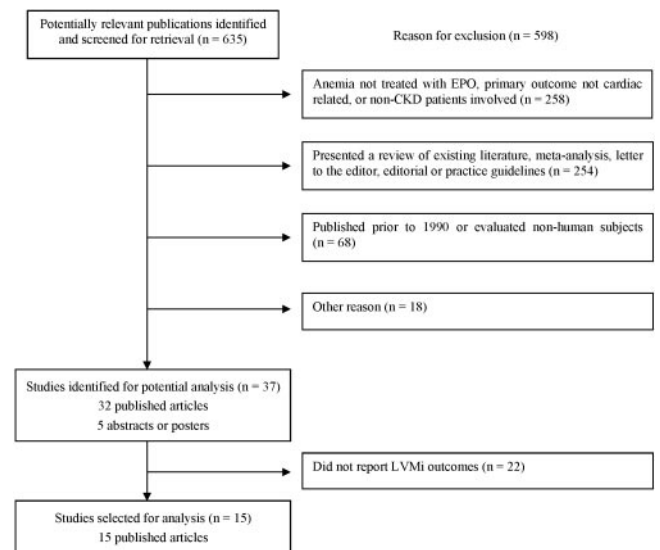 Potentially relevant publications identified
and screened for retrieval (n = 635)
Reason for exclusion (n = 598)
Anemia not treated with EPO, primary outcome not cardiac
related, or non-CKD patients involved (n = 258)
Presented a review of existing literature, meta-analysis, letter
to the editor, editorial or practice guidelines (n = 254)
Published prior to 1990 or evaluated non-human subjects
(n = 68)
Other reason (n = 18)
Studies identified for potential analysis (n = 37)
32 published articles
5 abstracts or posters
Did not report LVMi outcomes (n = 22)
Studies selected for analysis (n = 15)
15 published articles